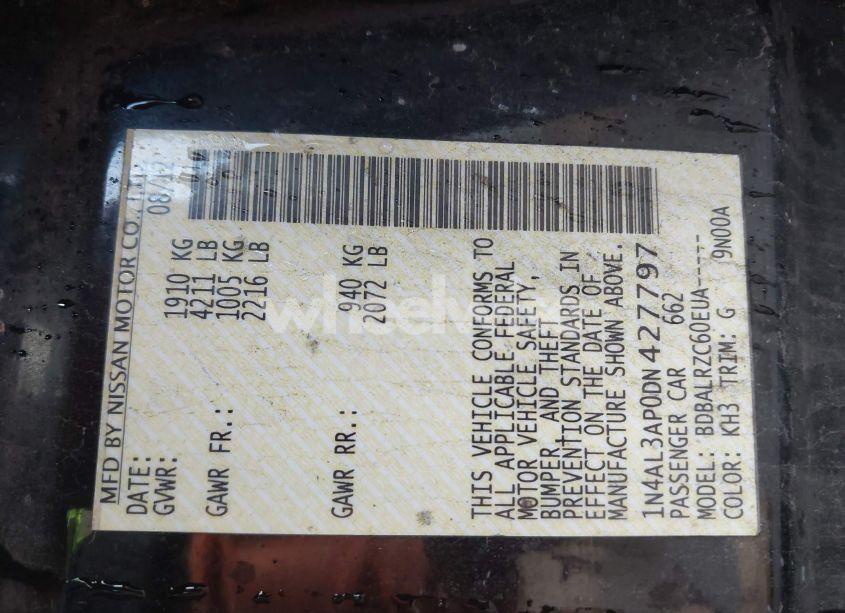 MFD BY NISSAN MOTOR CO., LTD.
DATE: 08/12
GVWR: 1910 KG
4211 LB
GAWR FR.: 1005 KG
2216 LB
GAWR RR.: 940 KG
2072 LB
THIS VEHICLE CONFORMS TO
ALL APPLICABLE FEDERAL
MOTOR VEHICLE SAFETY,
BUMPER AND THEFT
PREVENTION STANDARDS IN
EFFECT ON THE DATE OF
MANUFACTURE SHOWN ABOVE.
1N4AL3AP0DN427797
PASSENGER CAR 662
MODEL: BDBALRZC60EUA-----
COLOR: KH3 TRIM: G 9N00A